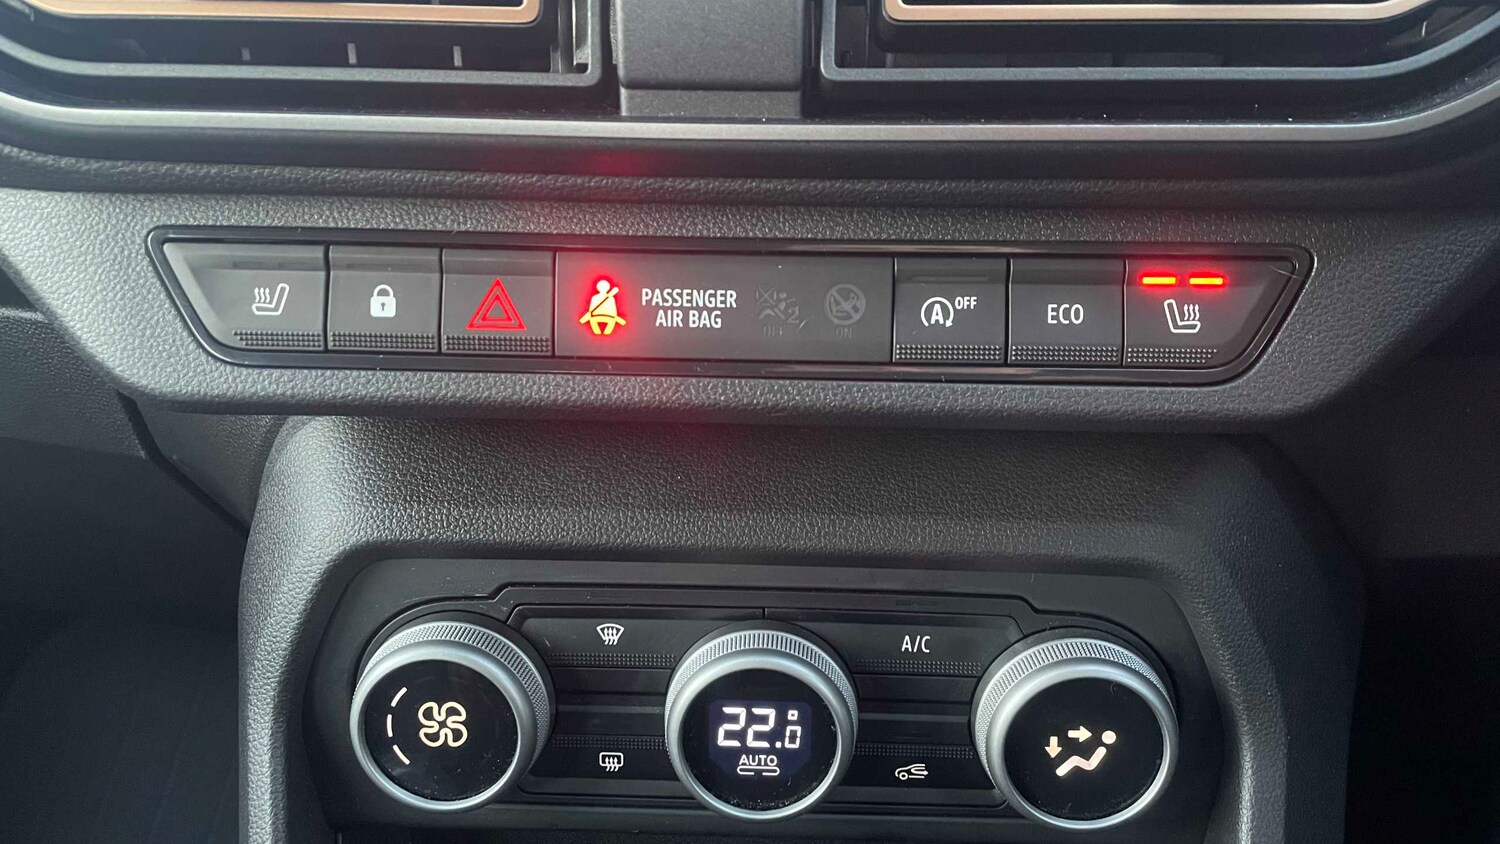 PASSENGER
AIR BAG
OFF
ON
A OFF
ECO
A/C
22.0
AUTO